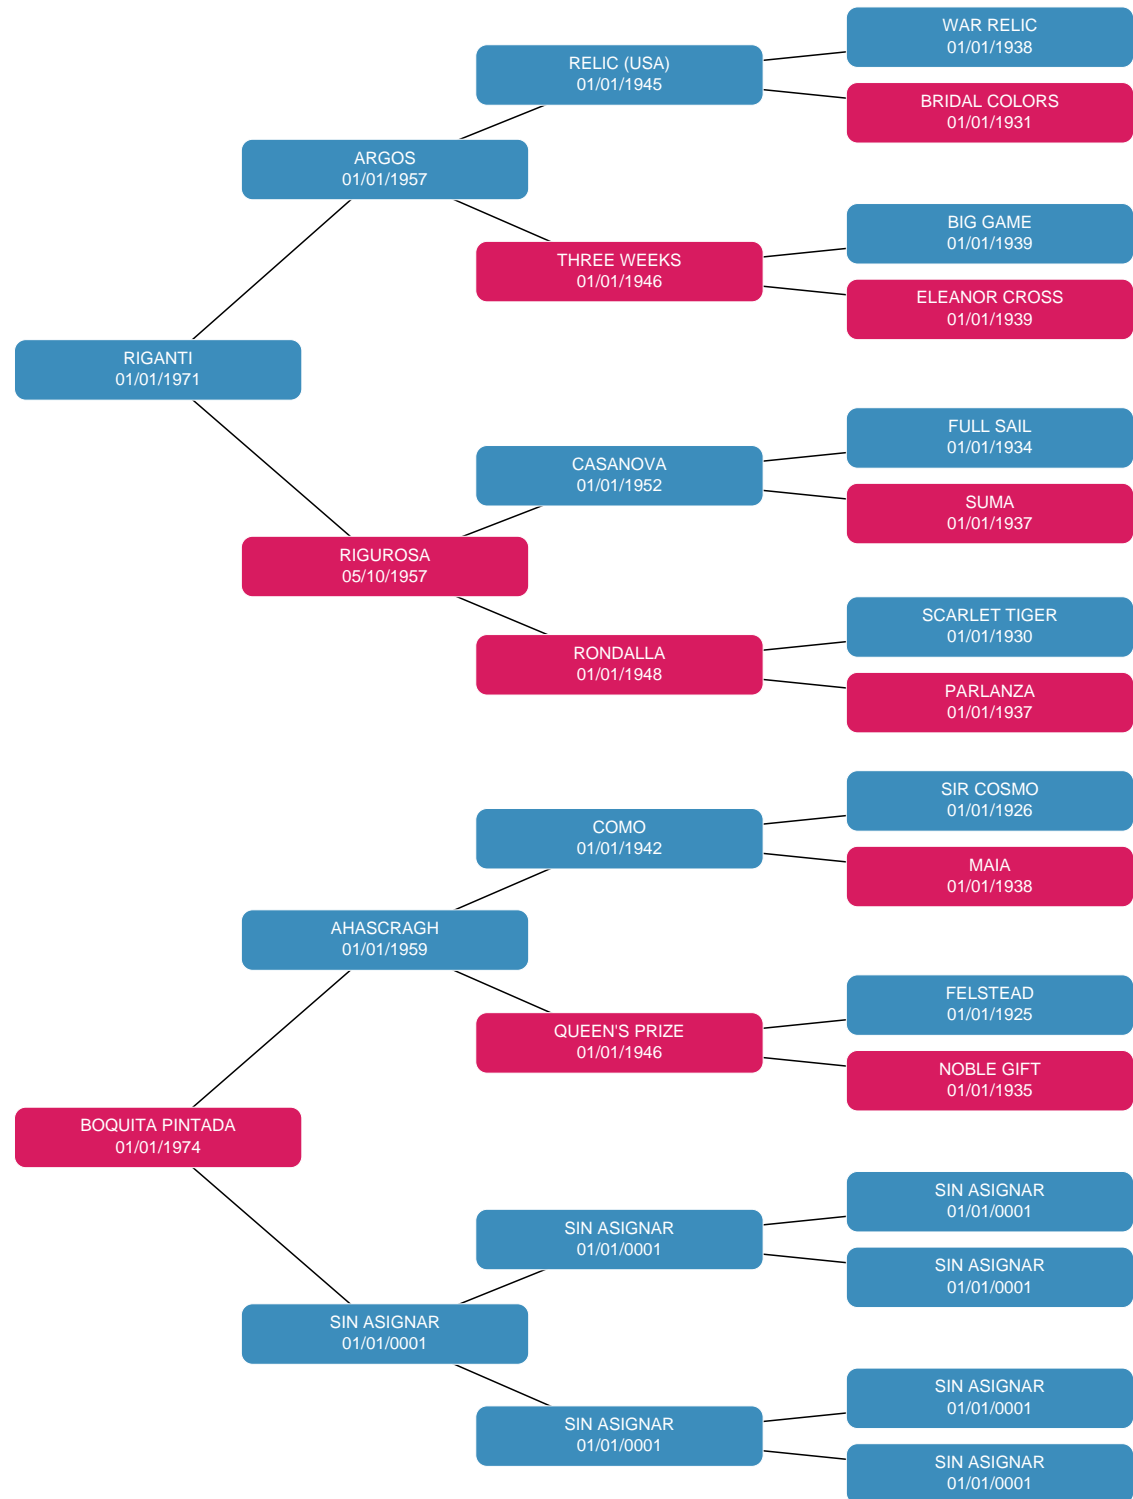 WAR RELIC
01/01/1938
RELIC (USA)
01/01/1945
BRIDAL COLORS
01/01/1931
ARGOS
01/01/1957
BIG GAME
01/01/1939
THREE WEEKS
01/01/1946
ELEANOR CROSS
01/01/1939
RIGANTI
01/01/1971
FULL SAIL
01/01/1934
CASANOVA
01/01/1952
SUMA
01/01/1937
RIGUROSA
05/10/1957
SCARLET TIGER
01/01/1930
RONDALLA
01/01/1948
PARLANZA
01/01/1937
SIR COSMO
01/01/1926
COMO
01/01/1942
MAIA
01/01/1938
AHASCRAGH
01/01/1959
FELSTEAD
01/01/1925
QUEEN'S PRIZE
01/01/1946
NOBLE GIFT
01/01/1935
BOQUITA PINTADA
01/01/1974
SIN ASIGNAR
01/01/0001
SIN ASIGNAR
01/01/0001
SIN ASIGNAR
01/01/0001
SIN ASIGNAR
01/01/0001
SIN ASIGNAR
01/01/0001
SIN ASIGNAR
01/01/0001
SIN ASIGNAR
01/01/0001